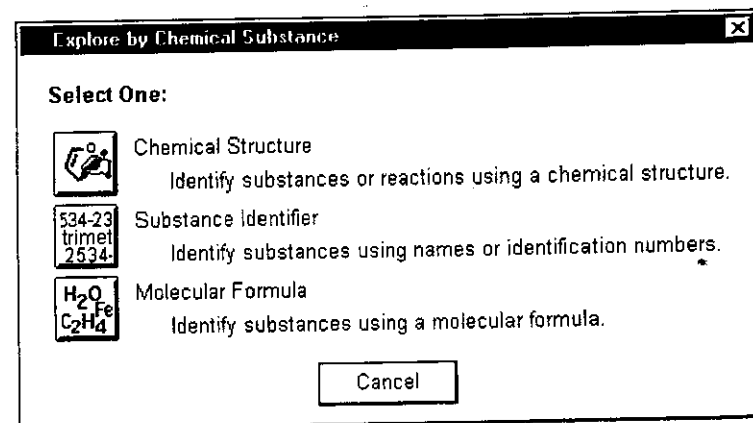 Explore by Chemical Substance
Select One:
Chemical Structure
Identify substances or reactions using a chemical structure.
534-23
trimet
2534-
Substance Identifier
Identify substances using names or identification numbers.
H2O
Fe
C2H4
Molecular Formula
Identify substances using a molecular formula.
Cancel